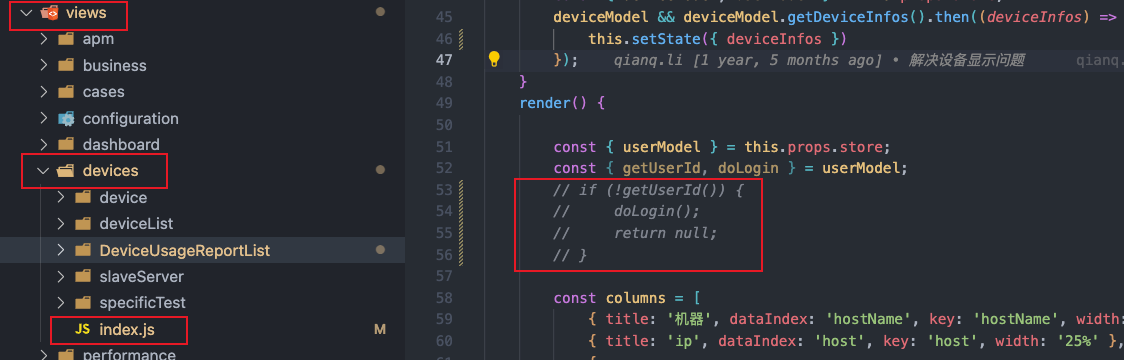 views
apm
business
cases
configuration
dashboard
devices
device
deviceList
DeviceUsageReportList
slaveServer
specificTest
JS index.js M
performance
45 deviceModel && deviceModel.getDeviceInfos().then((deviceInfos) =>
46 this.setState({ deviceInfos })
47 }); qianq.li [1 year, 5 months ago] • 解决设备显示问题 qianq.
48 }
49 render() {
50
51 const { userModel } = this.props.store;
52 const { getUserId, doLogin } = userModel;
53 // if (!getUserId()) {
54 // doLogin();
55 // return null;
56 // }
57
58 const columns = [
59 { title: '机器', dataIndex: 'hostName', key: 'hostName', width:
60 { title: 'ip', dataIndex: 'host', key: 'host', width: '25%' },